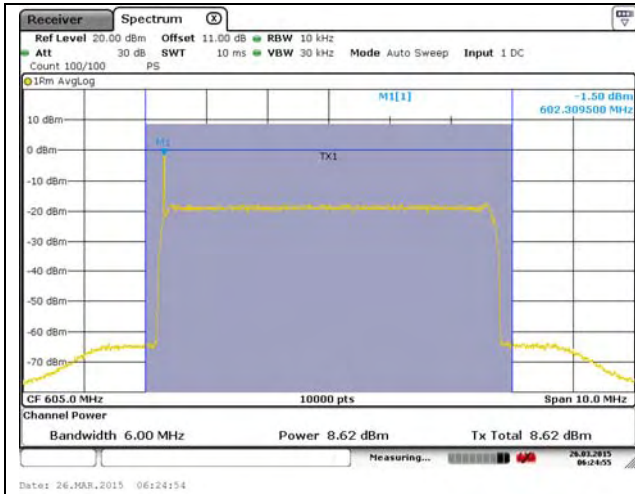 Receiver Spectrum X
Ref Level 20.00 dBm Offset 11.00 dB RBW 10 kHz
Att 30 dB SWT 10 ms VBW 30 kHz Mode Auto Sweep Input 1 DC
Count 100/100 PS
1Rm AvgLog
M1[1] -1.50 dBm
602.309500 MHz
10 dBm
0 dBm
M1
TX1
-10 dBm
-20 dBm
-30 dBm
-40 dBm
-50 dBm
-60 dBm
-70 dBm
CF 605.0 MHz 10000 pts Span 10.0 MHz
Channel Power
Bandwidth 6.00 MHz Power 8.62 dBm Tx Total 8.62 dBm
Measuring... 26.03.2015
06:24:55
Date: 26.MAR.2015 06:24:54